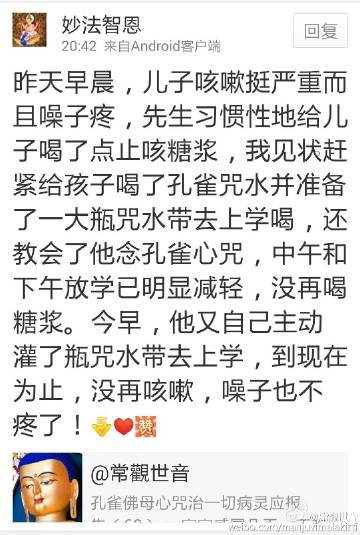 妙法智恩
20:42 来自Android客户端
回复
昨天早晨，儿子咳嗽挺严重而
且噪子疼，先生习惯性地给儿
子喝了点止咳糖浆，我见状赶
紧给孩子喝了孔雀咒水并准备
了一大瓶咒水带去上学喝，还
教会了他念孔雀心咒，中午和
下午放学已明显减轻，没再喝
糖浆。今早，他又自己主动
灌了瓶咒水带去上学，到现在
为止，没再咳嗽，噪子也不
疼了！
赞
@常觀世音
孔雀佛母心咒治一切病灵应报
weibo.com/manjuvimalakirti